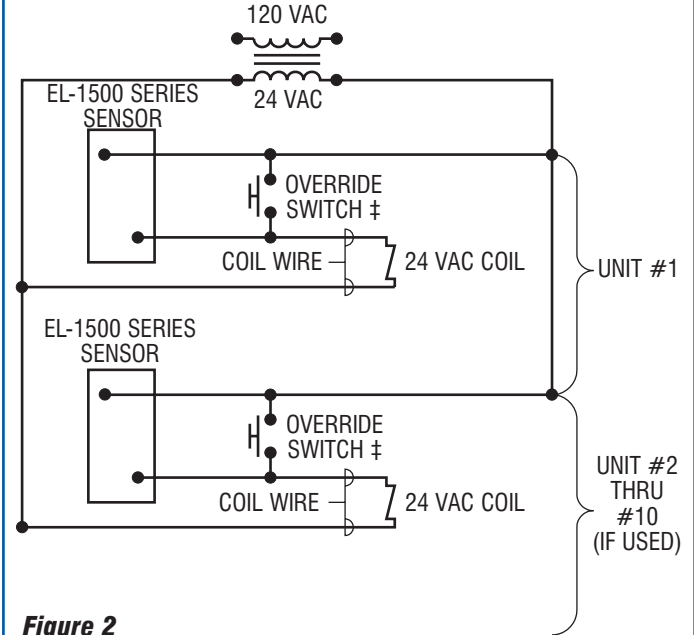 120 VAC
24 VAC
EL-1500 SERIES
SENSOR
OVERRIDE
SWITCH ‡
COIL WIRE
24 VAC COIL
UNIT #1
EL-1500 SERIES
SENSOR
OVERRIDE
SWITCH ‡
COIL WIRE
24 VAC COIL
UNIT #2
THRU
#10
(IF USED)
Figure 2